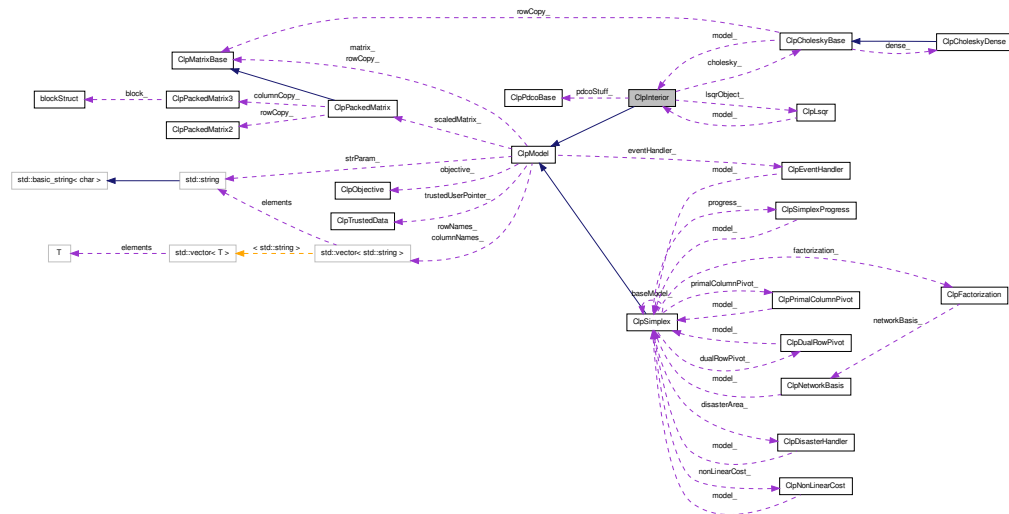 rowCopy_
ClpCholeskyBase
ClpCholeskyDense
model_
dense_
matrix_
rowCopy_
ClpMatrixBase
cholesky_
blockStruct
block_
ClpPackedMatrix3
columnCopy_
ClpPackedMatrix
ClpPdcoBase
pdcoStuff_
ClpInterior
lsqrObject_
ClpLsqr
rowCopy_
ClpPackedMatrix2
scaledMatrix_
model_
ClpModel
eventHandler_
strParam_
ClpEventHandler
std::basic_string< char >
std::string
objective_
ClpObjective
model_
trustedUserPointer_
elements
ClpTrustedData
progress_
ClpSimplexProgress
rowNames_
columnNames_
model_
T
elements
std::vector< T >
< std::string >
std::vector< std::string >
factorization_
baseModel_
primalColumnPivot_
ClpPrimalColumnPivot
ClpFactorization
model_
ClpSimplex
networkBasis_
model_
ClpDualRowPivot
dualRowPivot_
model_
ClpNetworkBasis
disasterArea_
ClpDisasterHandler
model_
nonLinearCost_
ClpNonLinearCost
model_